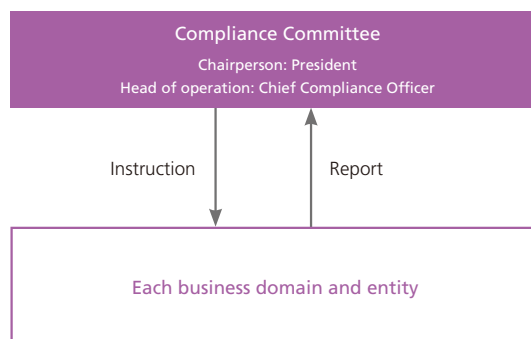 Compliance Committee
Chairperson: President
Head of operation: Chief Compliance Officer
Instruction
Report
Each business domain and entity